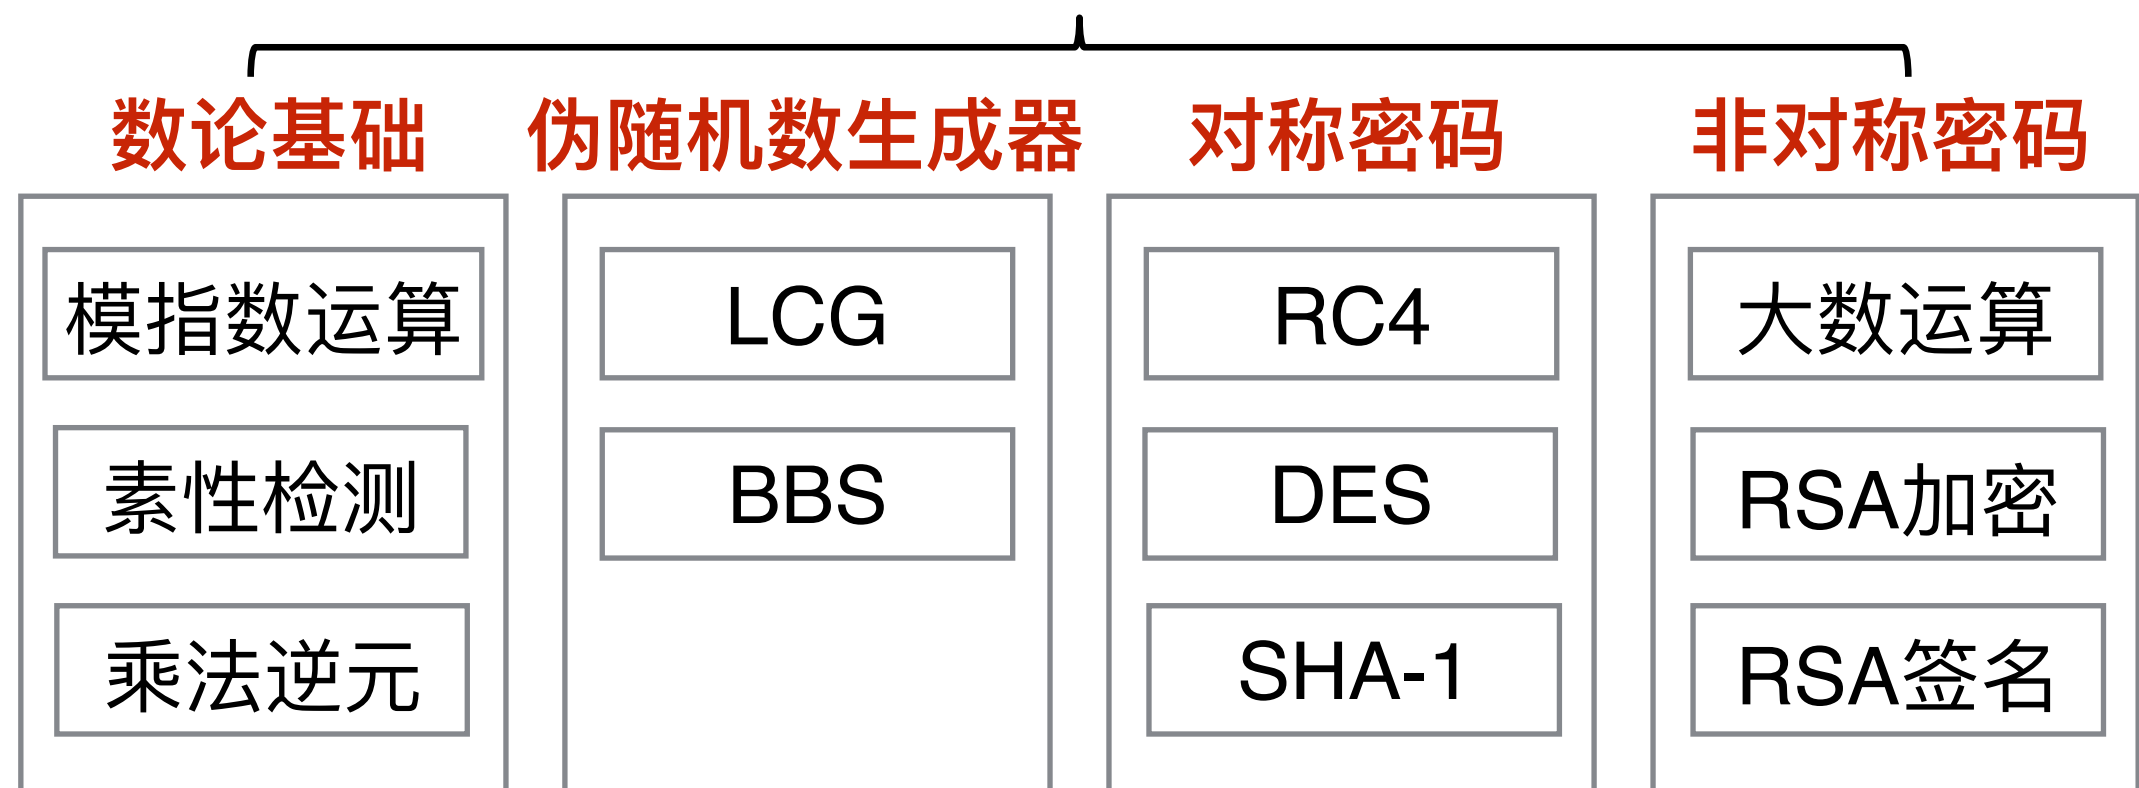 数论基础
模指数运算
素性检测
乘法逆元
伪随机数生成器
LCG
BBS
对称密码
RC4
DES
SHA-1
非对称密码
大数运算
RSA加密
RSA签名